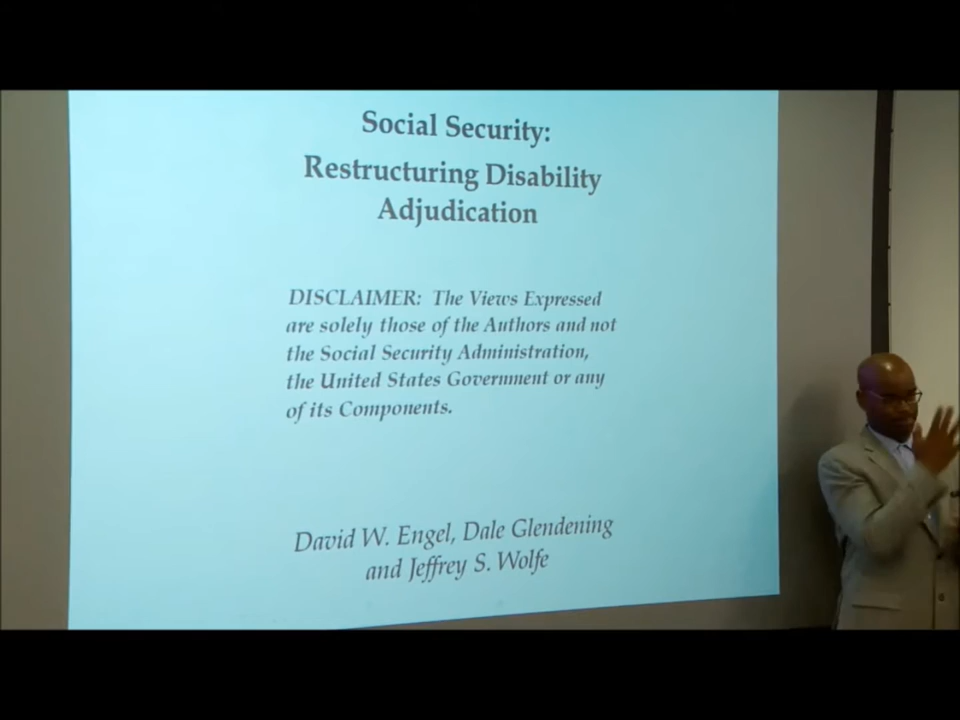 Social Security:
Restructuring Disability
Adjudication
DISCLAIMER: The Views Expressed
are solely those of the Authors and not
the Social Security Administration,
the United States Government or any
of its Components.
David W. Engel, Dale Glendening
and Jeffrey S. Wolfe